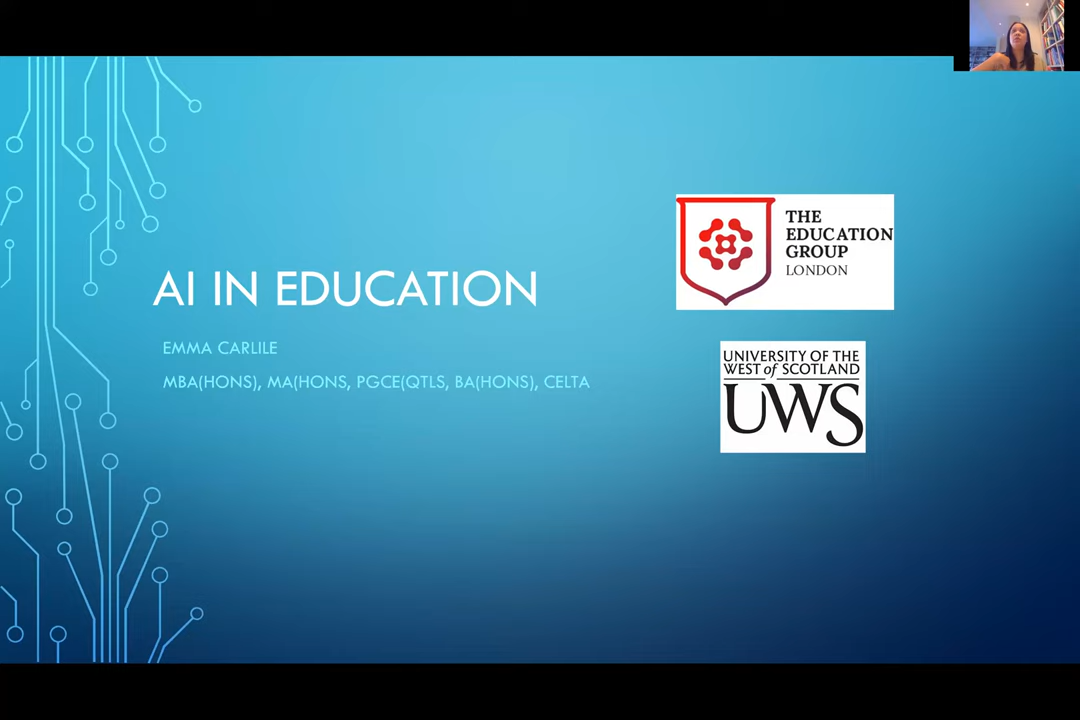 AI IN EDUCATION
EMMA CARLILE
MBA(HONS), MA(HONS, PGCE(QTLS, BA(HONS), CELTA
THE
EDUCATION
GROUP
LONDON
UNIVERSITY OF THE
WEST of SCOTLAND
UWS